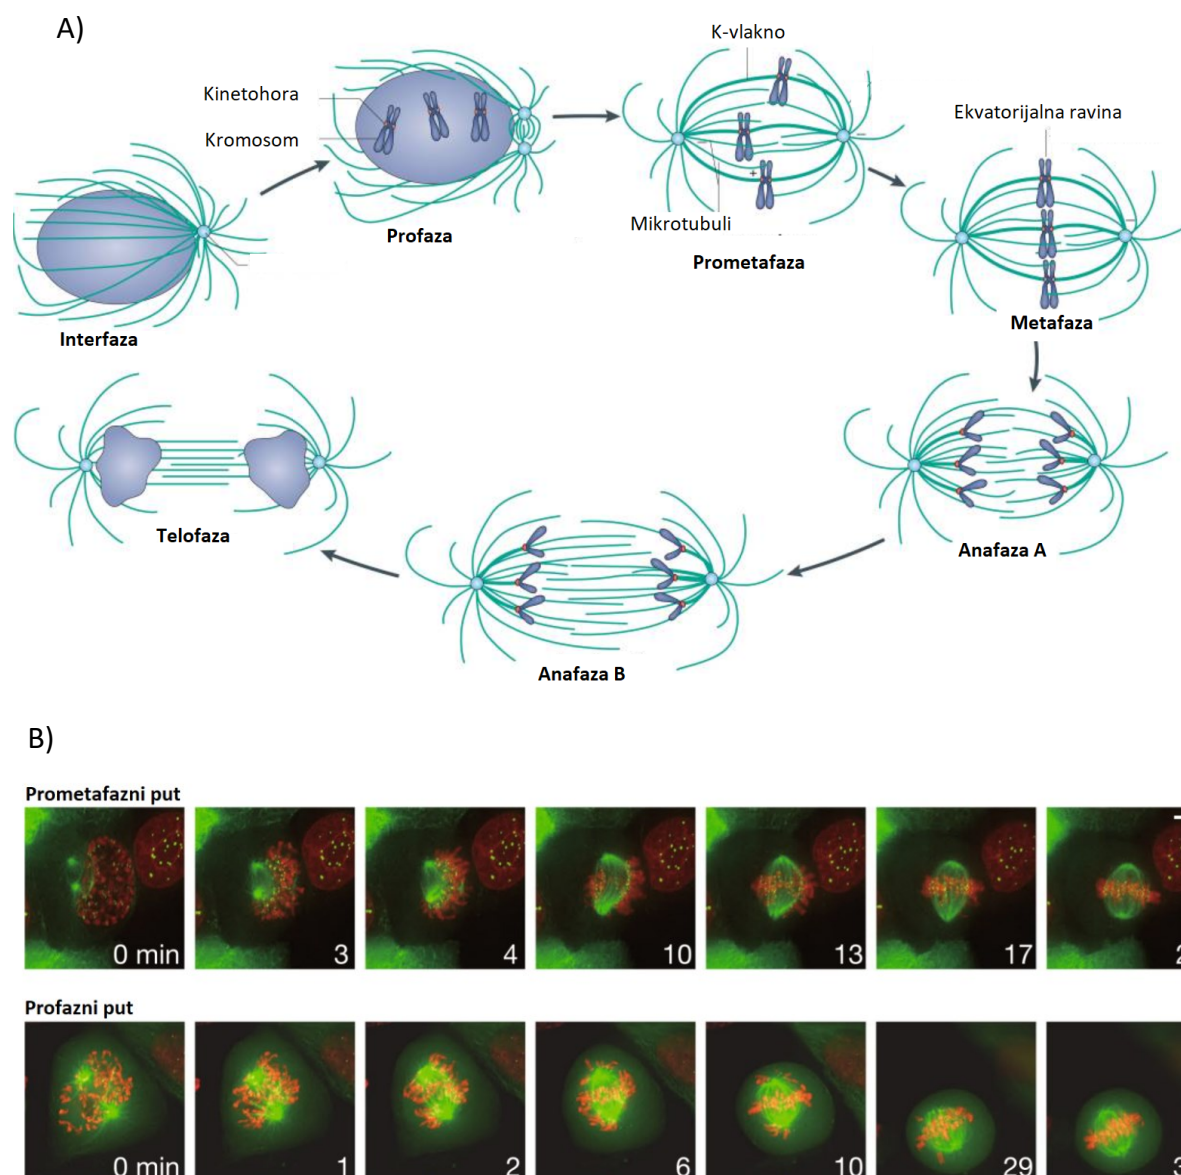 A)
K-vlakno
Kinetohora
Ekvatorijalna ravina
Kromosom
Mikrotubuli
+
Profaza
Prometafaza
Interfaza
Metafaza
Telofaza
Anafaza A
Anafaza B
B)
Prometafazni put
0 min 3 4 10 13 17
Profazni put
0 min 1 2 6 10 29